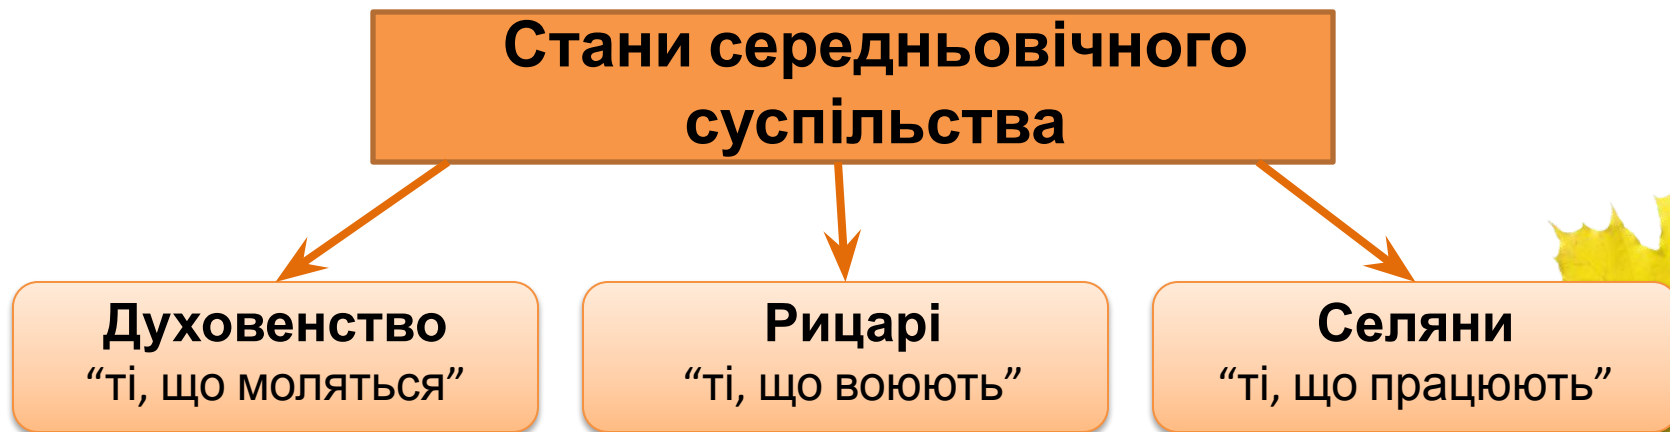 Стани середньовічного
суспільства
Духовенство
“ті, що моляться”
Рицарі
“ті, що воюють”
Селяни
“ті, що працюють”